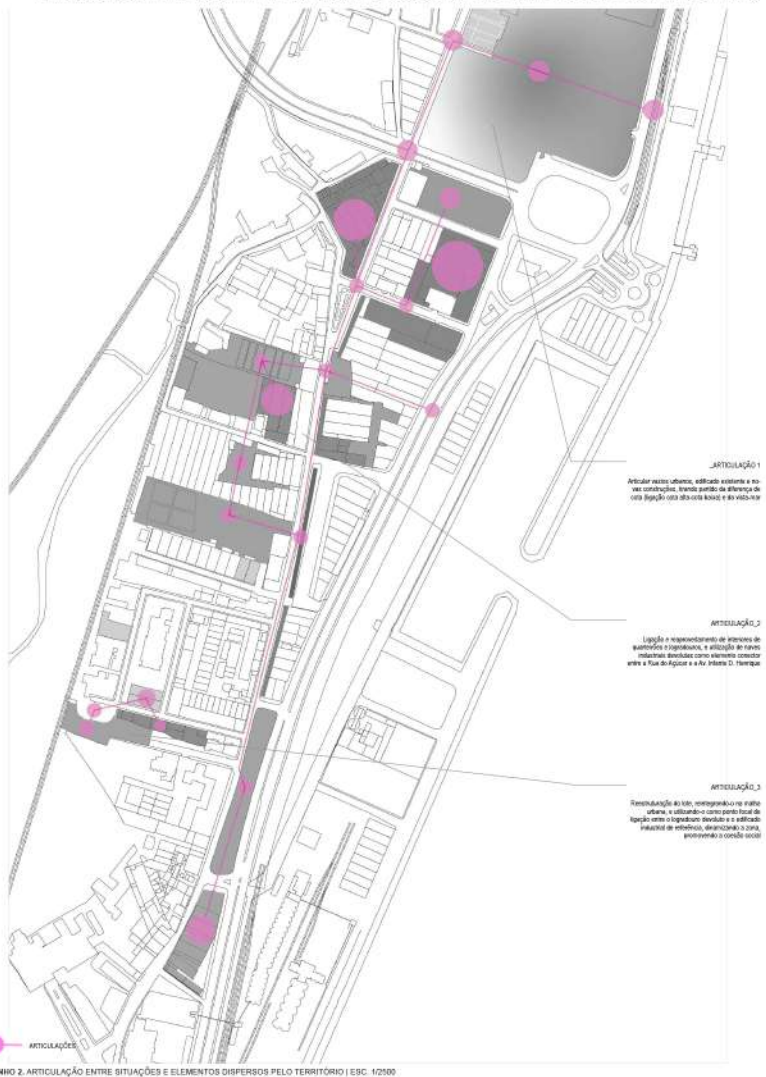 _ARTICULAÇÃO 1
Articular vazios urbanos, edificado existente e no-
vas construções, tirando partido da diferença de
cota (ligação cota alta-cota baixa) e da vista-mar
ARTICULAÇÃO_2
Ligação e reaproveitamento de interiores de
quarteirões e logradouros, e utilização de naves
industriais devolutas como elemento conector
entre a Rua do Açúcar e a Av. Infante D. Henrique
ARTICULAÇÃO_3
Reestruturação do lote, reintegrando-o na malha
urbana, e utilizando-o como ponto focal de
ligação entre o logradouro devoluto e o edificado
industrial de referência, dinamizando a zona,
promovendo a coesão social
ARTICULAÇÕES
NHO 2. ARTICULAÇÃO ENTRE SITUAÇÕES E ELEMENTOS DISPERSOS PELO TERRITÓRIO | ESC. 1/2500